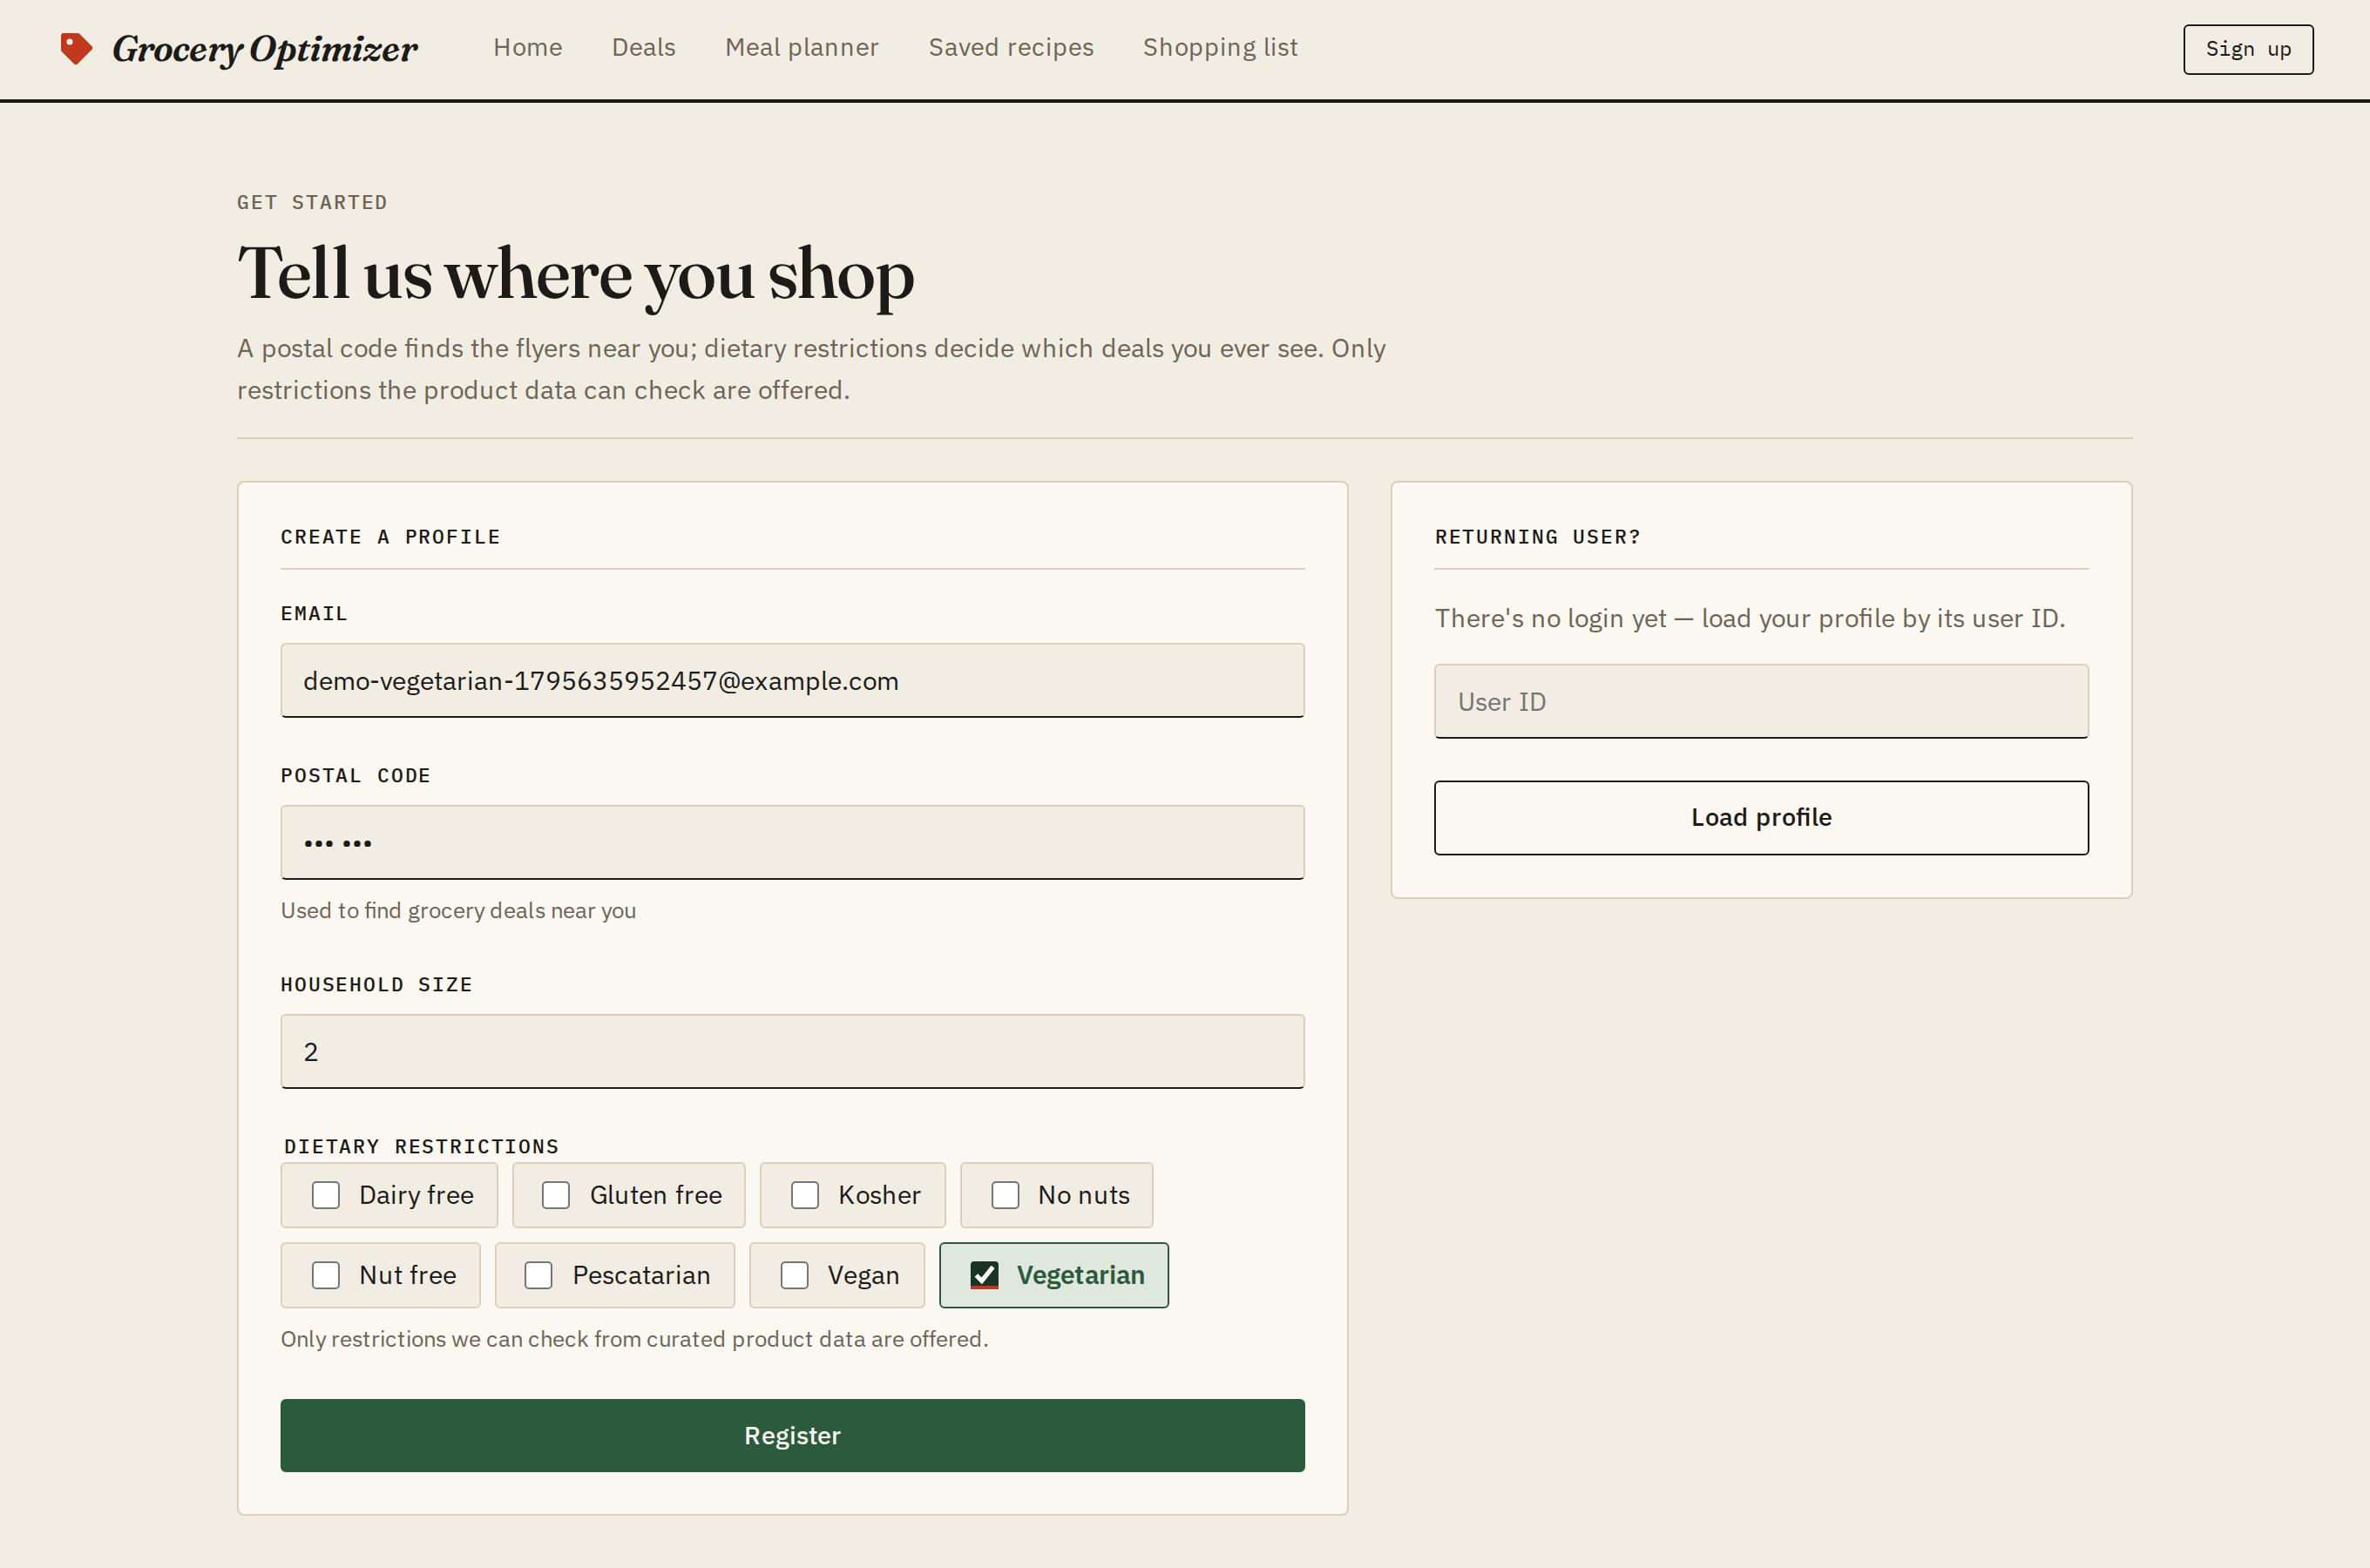 Grocery Optimizer
Home
Deals
Meal planner
Saved recipes
Shopping list
Sign up
GET STARTED
Tell us where you shop
A postal code finds the flyers near you; dietary restrictions decide which deals you ever see. Only
restrictions the product data can check are offered.
CREATE A PROFILE
EMAIL
demo-vegetarian-1795635952457@example.com
POSTAL CODE
••• •••
Used to find grocery deals near you
HOUSEHOLD SIZE
2
DIETARY RESTRICTIONS
Dairy free
Gluten free
Kosher
No nuts
Nut free
Pescatarian
Vegan
Vegetarian
Only restrictions we can check from curated product data are offered.
Register
RETURNING USER?
There's no login yet — load your profile by its user ID.
User ID
Load profile